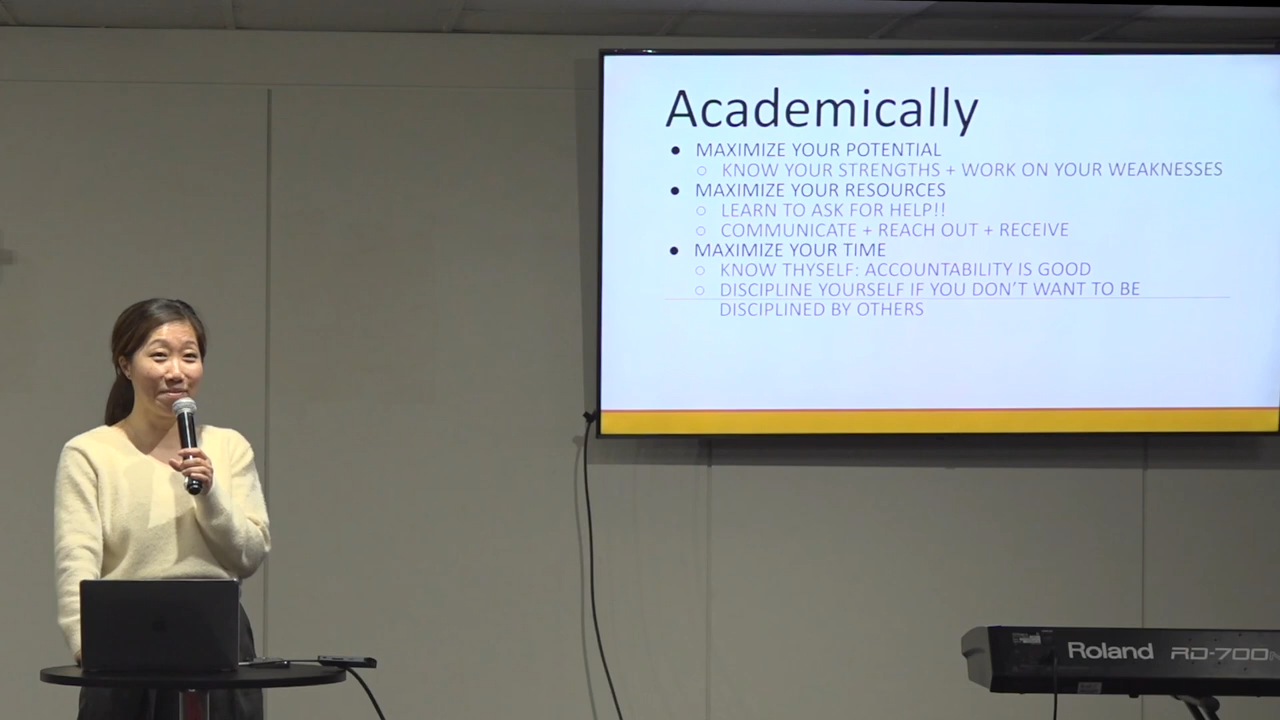 Academically
● MAXIMIZE YOUR POTENTIAL
○ KNOW YOUR STRENGTHS + WORK ON YOUR WEAKNESSES
● MAXIMIZE YOUR RESOURCES
○ LEARN TO ASK FOR HELP!!
○ COMMUNICATE + REACH OUT + RECEIVE
● MAXIMIZE YOUR TIME
○ KNOW THYSELF: ACCOUNTABILITY IS GOOD
○ DISCIPLINE YOURSELF IF YOU DON'T WANT TO BE
DISCIPLINED BY OTHERS
Roland RD-700